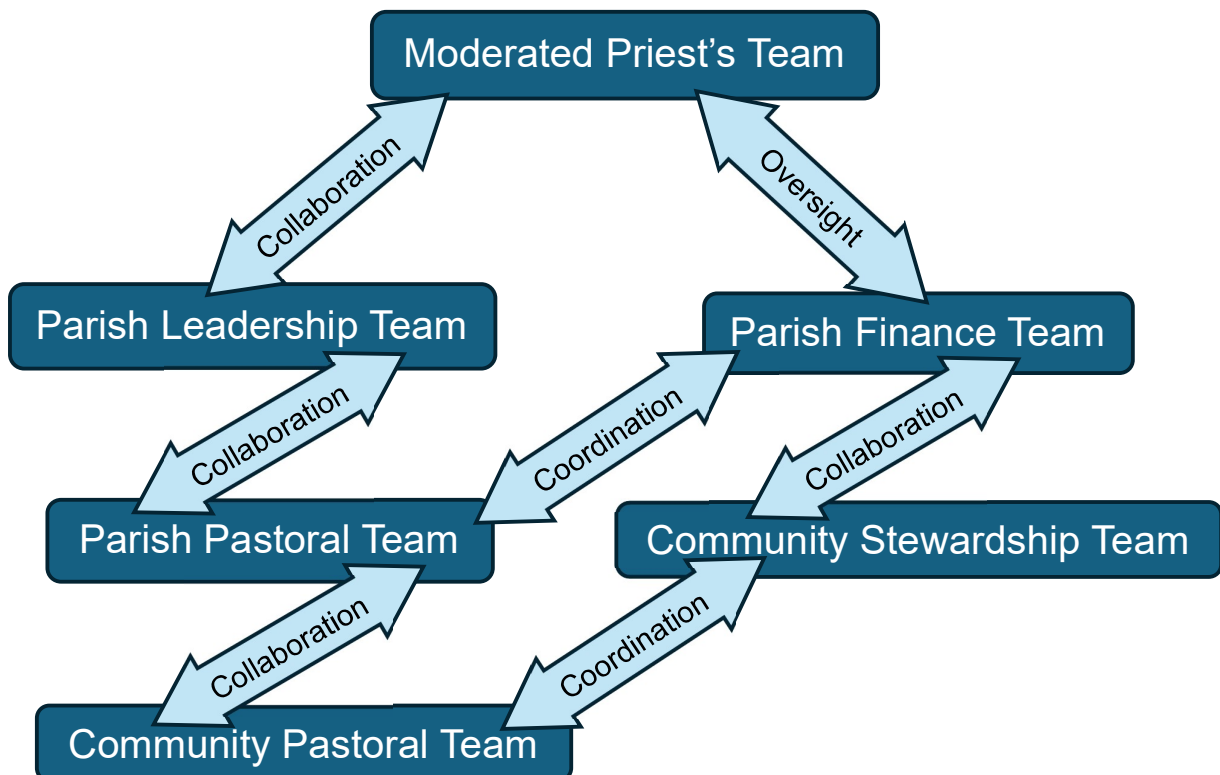 Moderated Priest's Team
Collaboration
Oversight
Parish Leadership Team
Parish Finance Team
Collaboration
Coordination
Collaboration
Parish Pastoral Team
Community Stewardship Team
Collaboration
Coordination
Community Pastoral Team